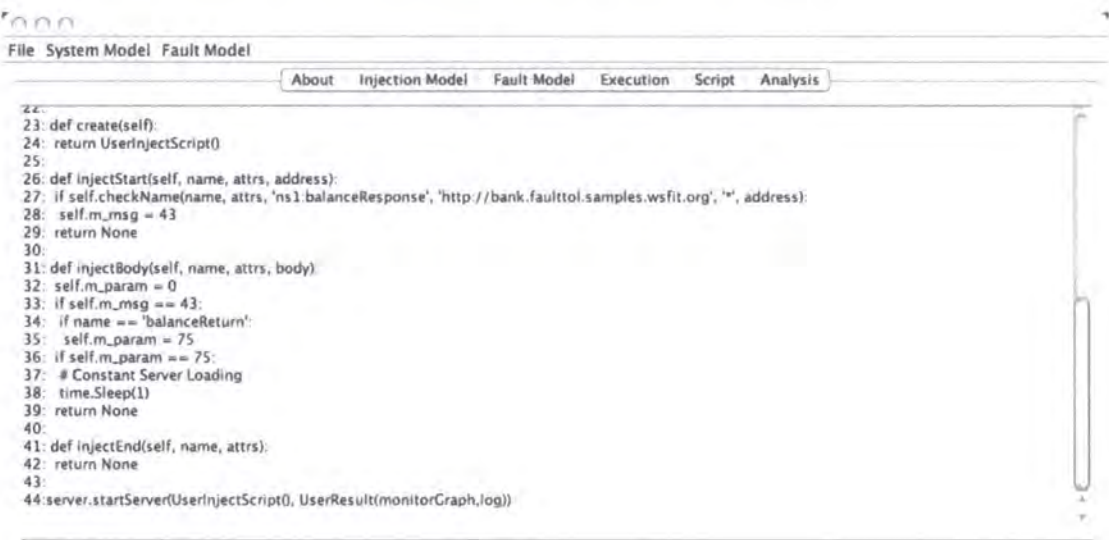 File System Model Fault Model
About Injection Model Fault Model Execution Script Analysis
22:
23: def create(self):
24: return UserInjectScript()
25:
26: def injectStart(self, name, attrs, address):
27: if self.checkName(name, attrs, 'ns1:balanceResponse', 'http://bank.faulttol.samples.wsfit.org', '*', address):
28: self.m_msg = 43
29: return None
30:
31: def injectBody(self, name, attrs, body):
32: self.m_param = 0
33: if self.m_msg == 43:
34: if name == 'balanceReturn':
35: self.m_param = 75
36: if self.m_param == 75:
37: # Constant Server Loading
38: time.Sleep(1)
39: return None
40:
41: def injectEnd(self, name, attrs):
42: return None
43:
44:server.startServer(UserInjectScript(), UserResult(monitorGraph,log))